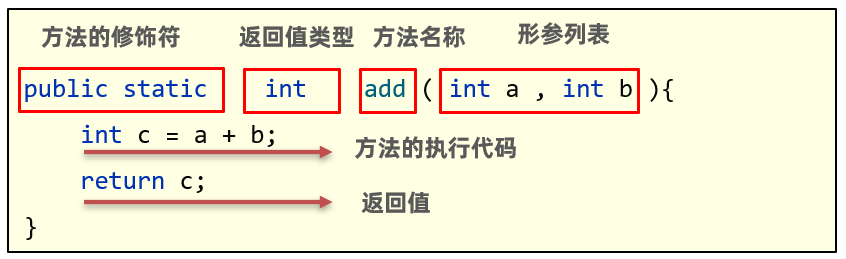 方法的修饰符 返回值类型 方法名称 形参列表
public static int add ( int a , int b ){
int c = a + b;
方法的执行代码
return c;
返回值
}